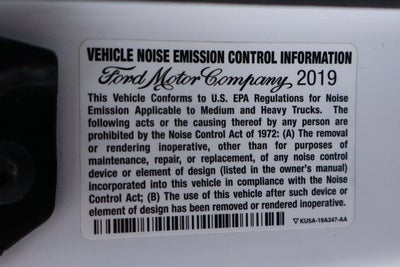 VEHICLE NOISE EMISSION CONTROL INFORMATION
Ford Motor Company 2019
This Vehicle Conforms to U.S. EPA Regulations for Noise
Emission Applicable to Medium and Heavy Trucks. The
following acts or the causing thereof by any person are
prohibited by the Noise Control Act of 1972: (A) The removal
or rendering inoperative, other than for purposes of
maintenance, repair, or replacement, of any noise control
device or element of design (listed in the owner's manual)
incorporated into this vehicle in compliance with the Noise
Control Act; (B) The use of this vehicle after such device or
element of design has been removed or rendered inoperative.
KU5A-19A347-AA